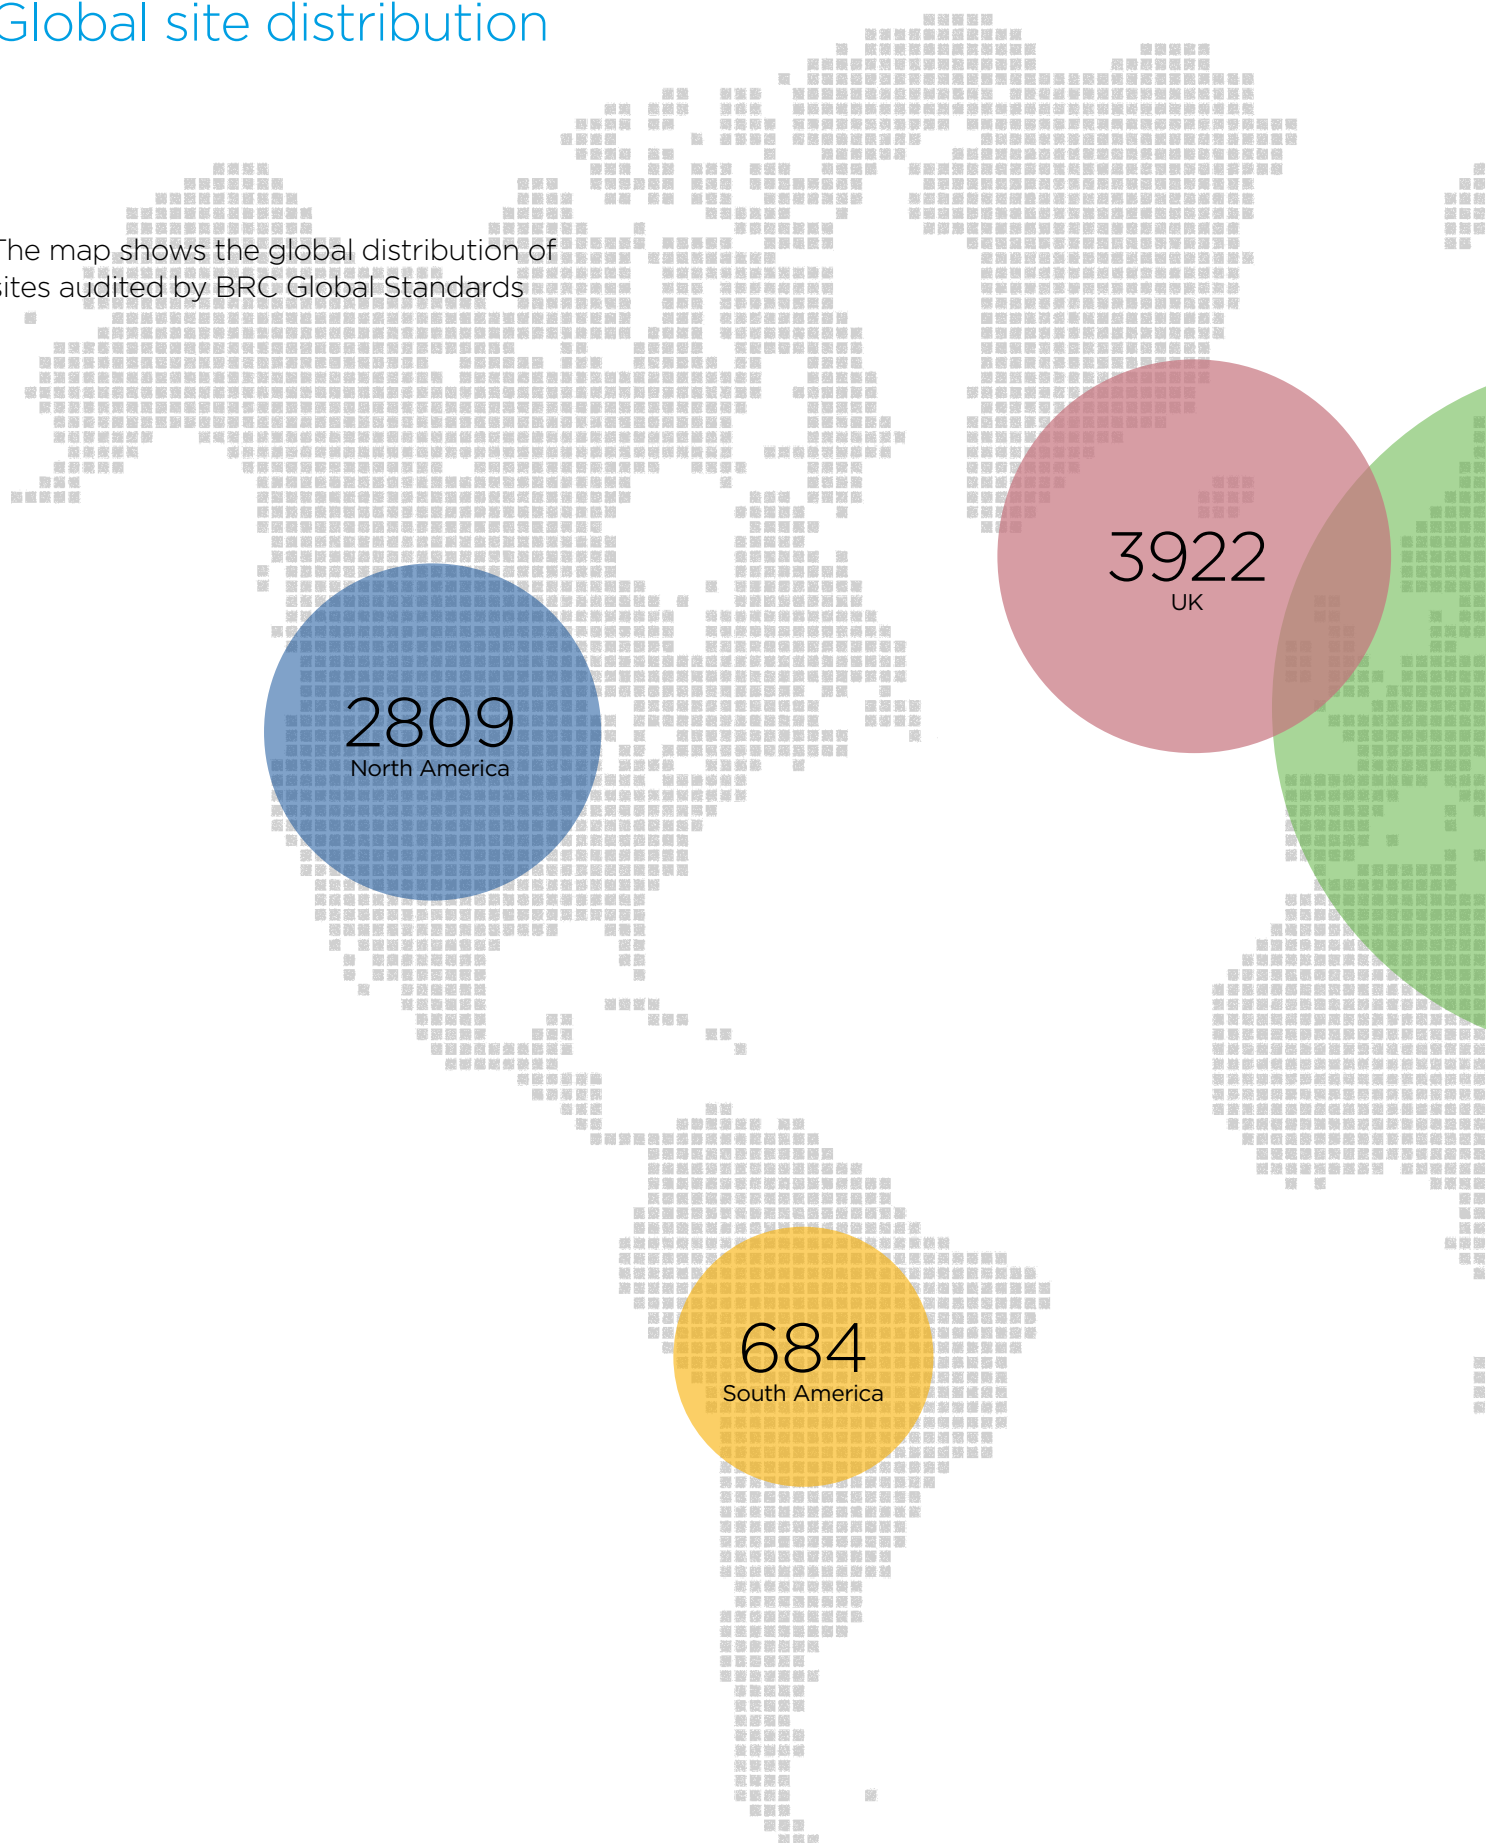 Global site distribution
The map shows the global distribution of
sites audited by BRC Global Standards
3922
UK
2809
North America
684
South America